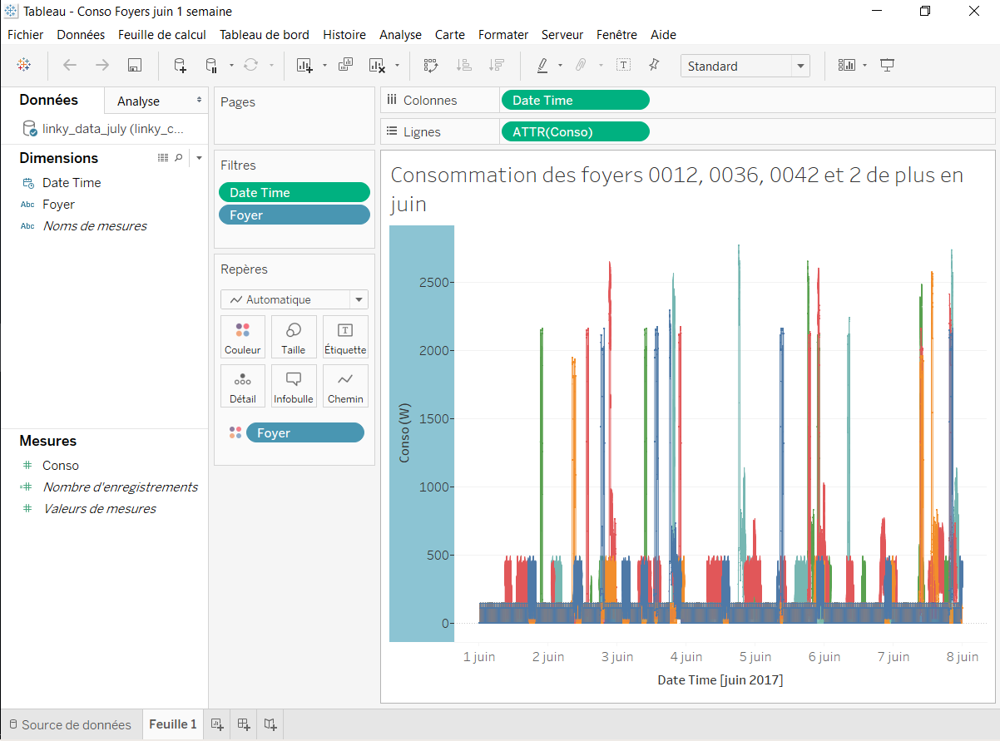 Tableau - Conso Foyers juin 1 semaine
Fichier Données Feuille de calcul Tableau de bord Histoire Analyse Carte Formater Serveur Fenêtre Aide
Standard
Données Analyse
linky_data_july (linky_c...
Dimensions
Date Time
Abc Foyer
Abc Noms de mesures
Mesures
Conso
Nombre d'enregistrements
Valeurs de mesures
Pages
Filtres
Date Time
Foyer
Repères
Automatique
Couleur Taille Étiquette
Détail Infobulle Chemin
Foyer
Colonnes Date Time
Lignes ATTR(Conso)
Consommation des foyers 0012, 0036, 0042 et 2 de plus en
juin
Conso (W)
2500
2000
1500
1000
500
0
1 juin 2 juin 3 juin 4 juin 5 juin 6 juin 7 juin 8 juin
Date Time [juin 2017]
Source de données Feuille 1